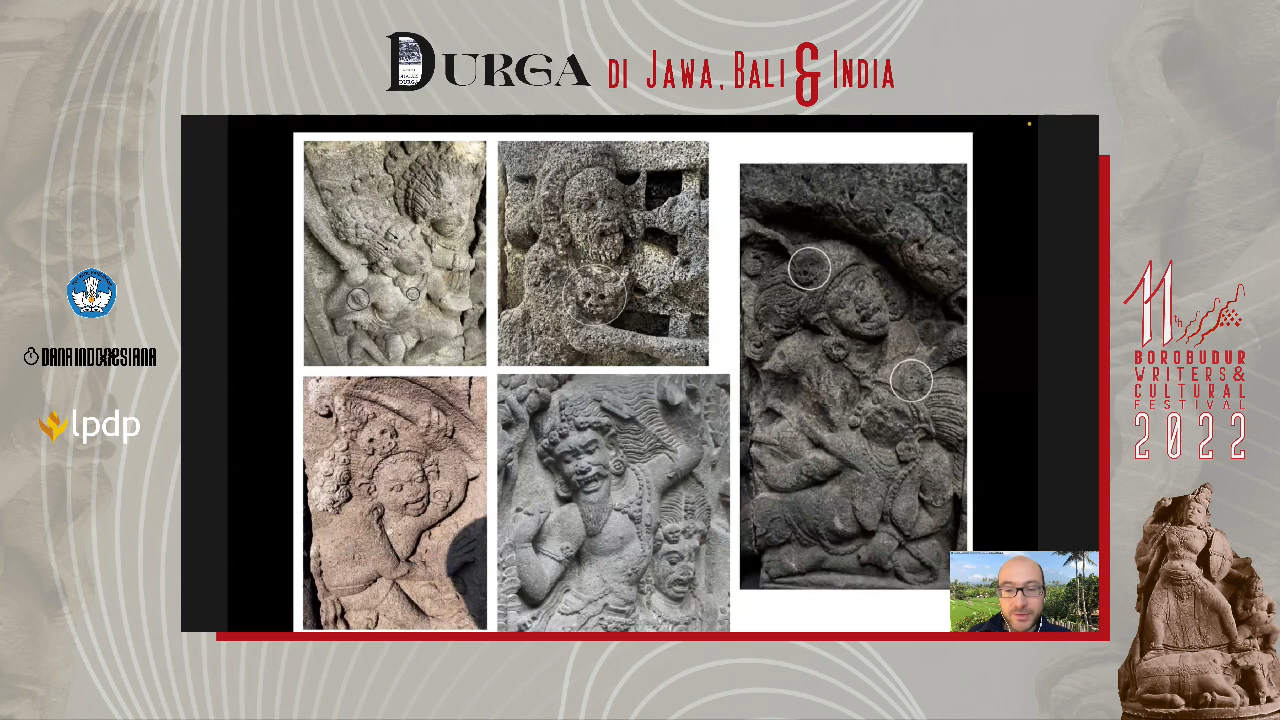 DURGA DI JAWA, BALI & INDIA
DANA INDONESIANA
lpdp
11th
BOROBUDUR
WRITERS &
CULTURAL
FESTIVAL
2022